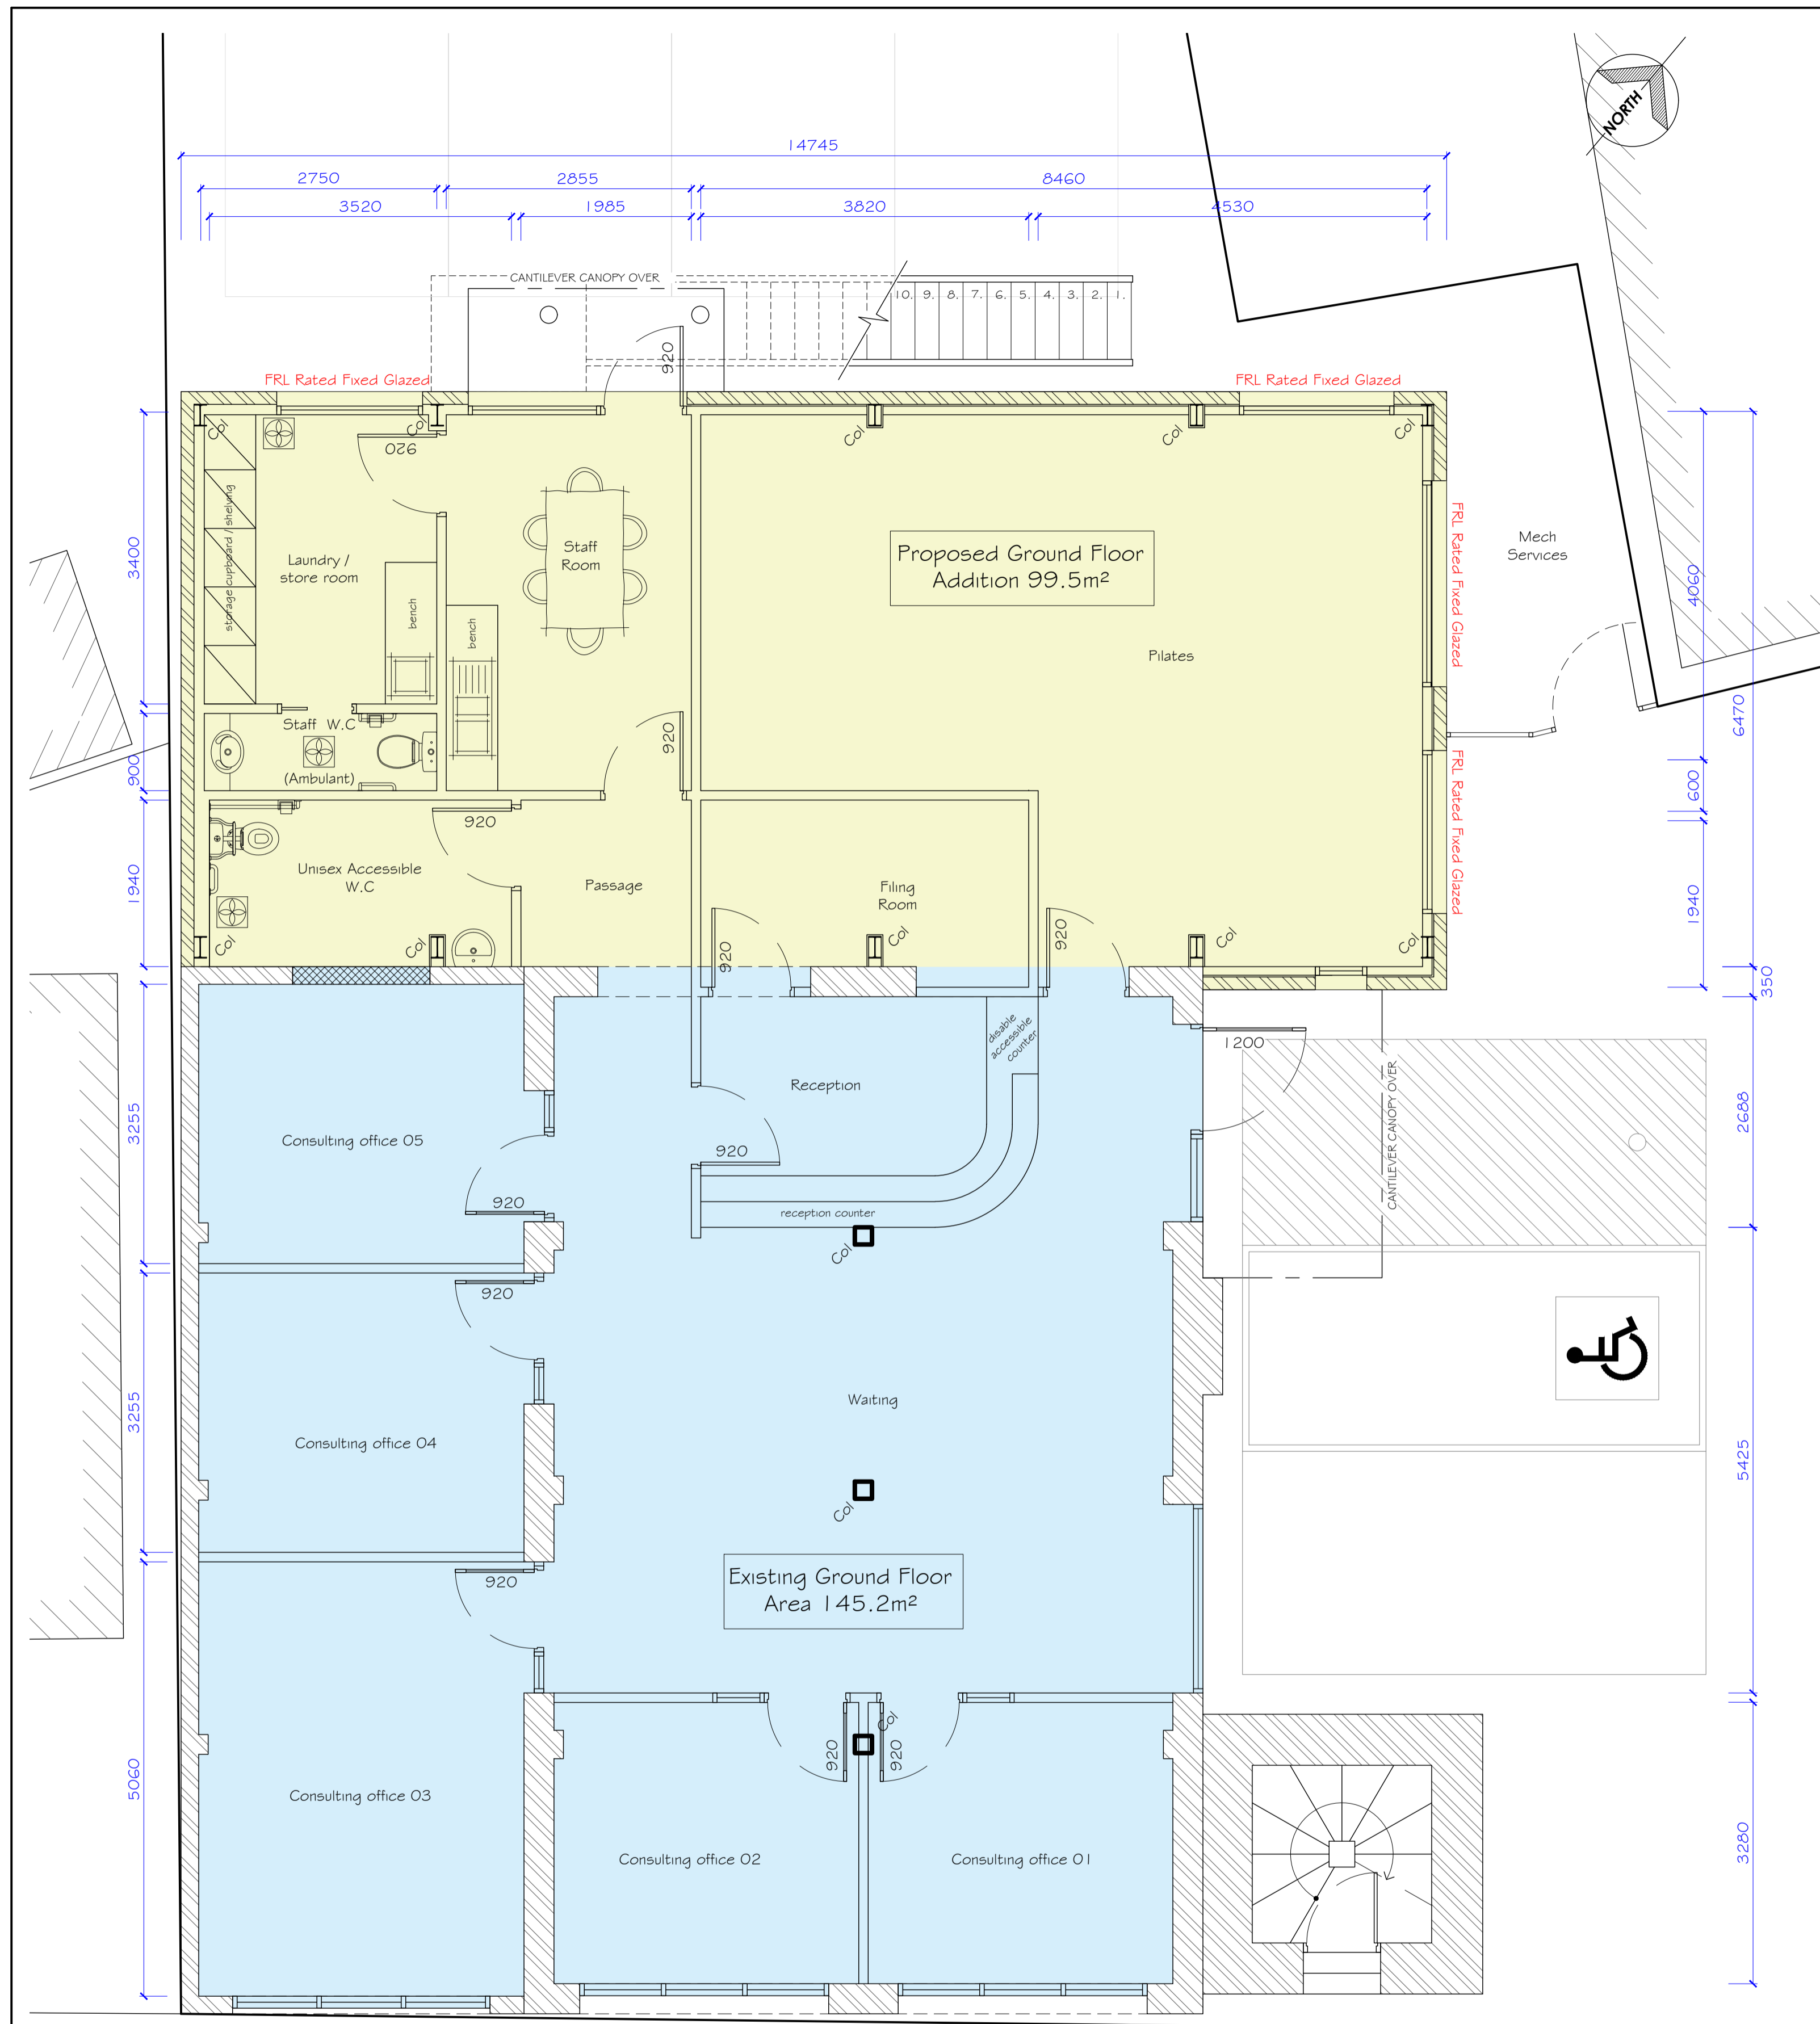 NORTH
14745
2750
2855
8460
3520
1985
3820
4530
CANTILEVER CANOPY OVER
10. 9. 8. 7. 6. 5. 4. 3. 2. 1.
920
FRL Rated Fixed Glazed
FRL Rated Fixed Glazed
Col
Col
Col
Col
Col
920
3400
storage cupboard / shelving
Laundry /
store room
bench
bench
Staff
Room
Proposed Ground Floor
Addition 99.5m²
Pilates
FRL Rated Fixed Glazed
Mech
Services
4060
6470
Staff W.C
(Ambulant)
900
920
600
FRL Rated Fixed Glazed
920
1940
Unisex Accessible
W.C
Passage
Filing
Room
1940
Col
Col
Col
Col
Col
920
920
350
disable
accessible
counter
1200
Reception
CANTILEVER CANOPY OVER
2688
3255
Consulting office 05
920
920
reception counter
Col
920
3255
Waiting
Consulting office 04
5425
Col
920
Existing Ground Floor
Area 145.2m²
Col
920
920
5060
Consulting office 03
Consulting office 02
Consulting office 01
3280